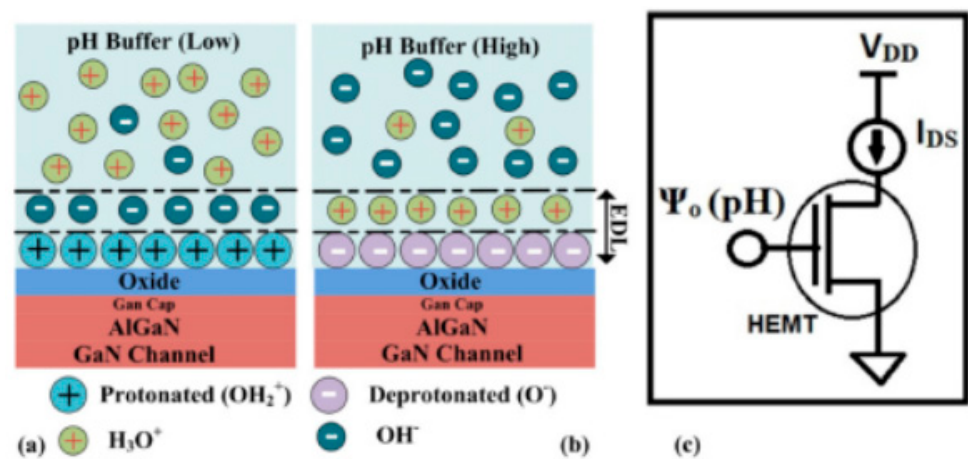 pH Buffer (Low)
Oxide
Gan Cap
AlGaN
GaN Channel
pH Buffer (High)
EDL
Oxide
Gan Cap
AlGaN
GaN Channel
Protonated (OH₂⁺)
Deprotonated (O⁻)
(a)
H₃O⁺
OH⁻
(b)
V_DD
I_DS
Ψₒ (pH)
HEMT
(c)